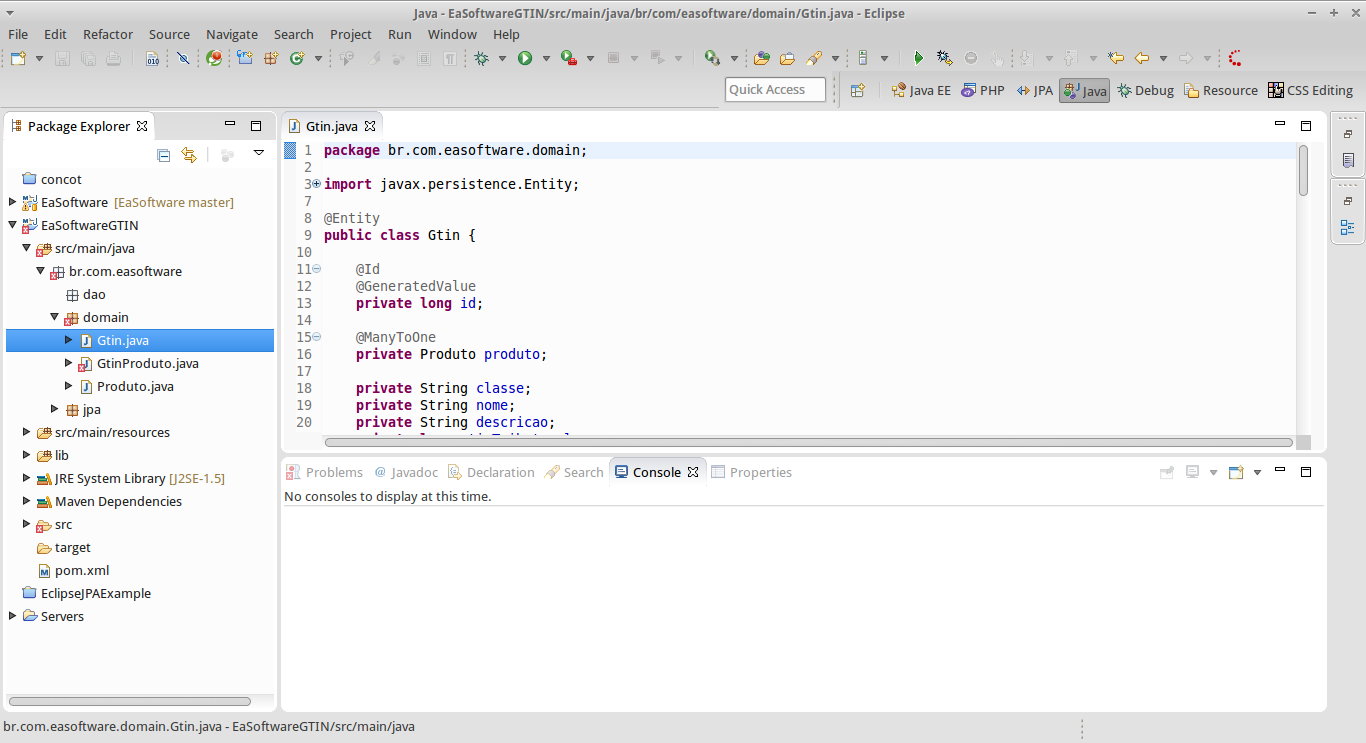 Java - EaSoftwareGTIN/src/main/java/br/com/easoftware/domain/Gtin.java - Eclipse
File Edit Refactor Source Navigate Search Project Run Window Help
Quick Access
Java EE PHP JPA Java Debug Resource CSS Editing
Package Explorer
concot
EaSoftware [EaSoftware master]
EaSoftwareGTIN
src/main/java
br.com.easoftware
dao
domain
Gtin.java
GtinProduto.java
Produto.java
jpa
src/main/resources
lib
JRE System Library [J2SE-1.5]
Maven Dependencies
src
target
pom.xml
EclipseJPAExample
Servers
Gtin.java
1 package br.com.easoftware.domain;
2
3 import javax.persistence.Entity;
7
8 @Entity
9 public class Gtin {
10
11 @Id
12 @GeneratedValue
13 private long id;
14
15 @ManyToOne
16 private Produto produto;
17
18 private String classe;
19 private String nome;
20 private String descricao;
Problems Javadoc Declaration Search Console Properties
No consoles to display at this time.
br.com.easoftware.domain.Gtin.java - EaSoftwareGTIN/src/main/java